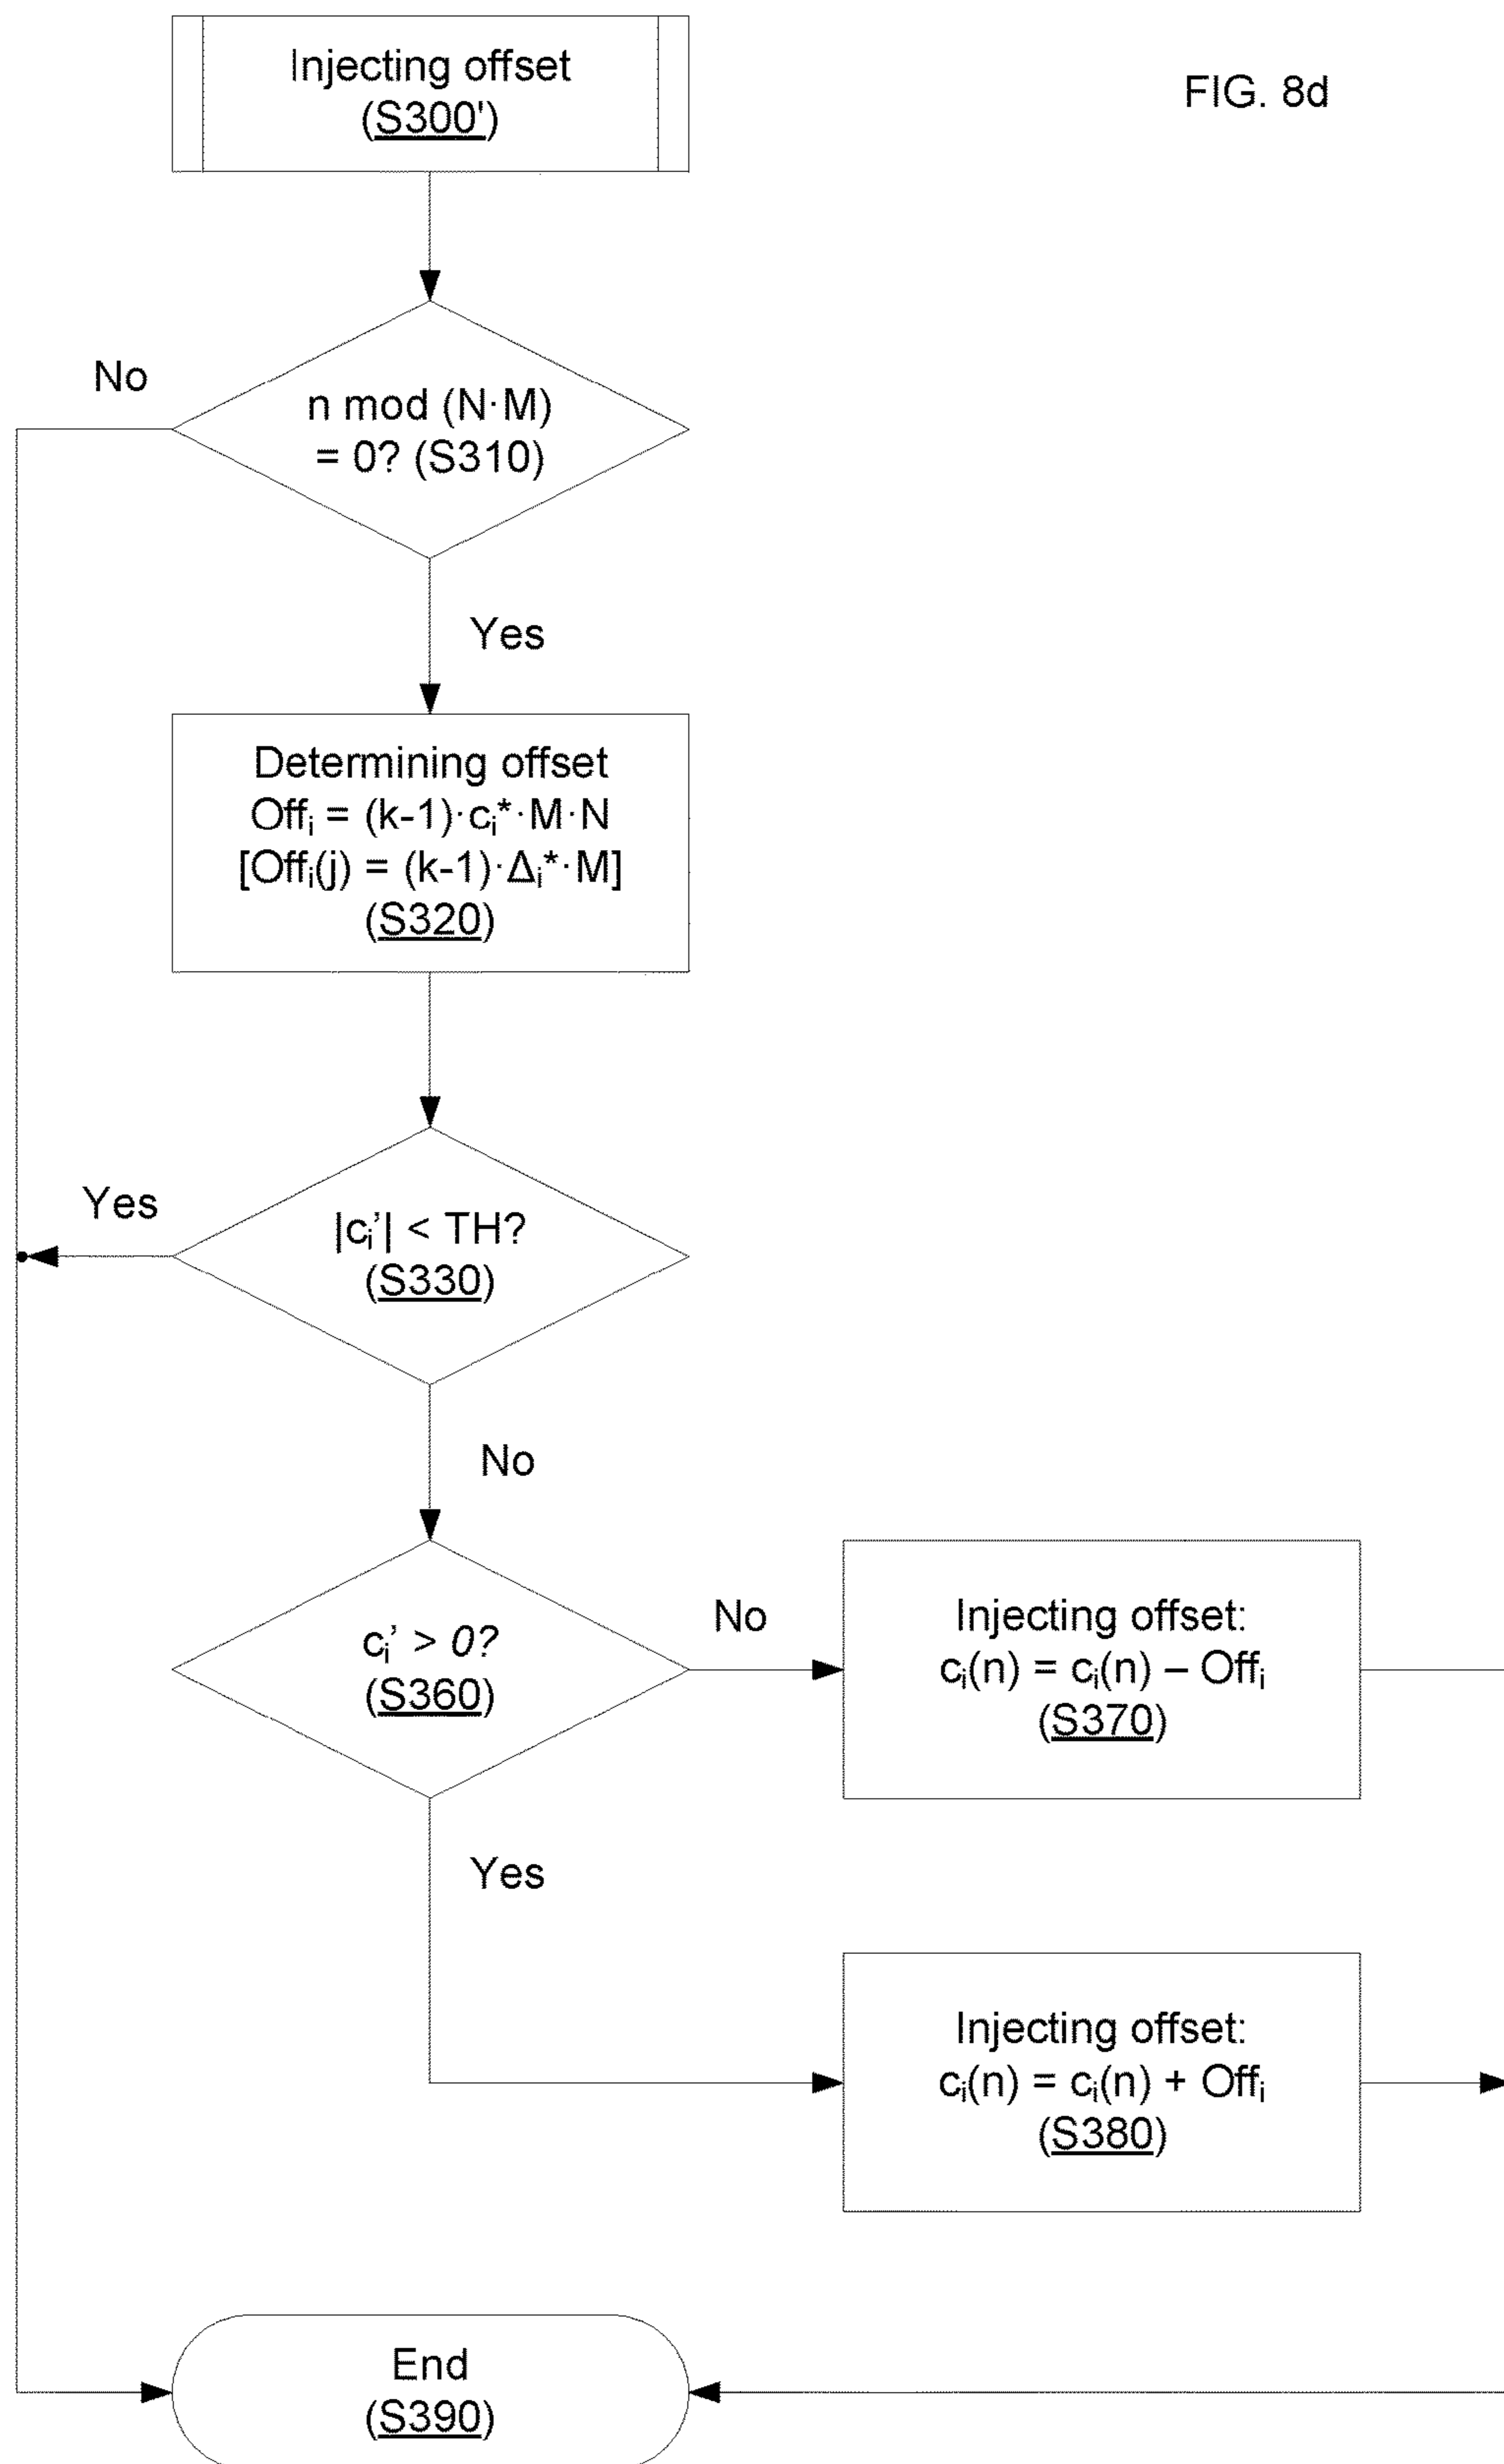 Injecting offset
(S300')
FIG. 8d
No
n mod (N·M)
= 0? (S310)
Yes
Determining offset
Offᵢ = (k-1)·cᵢ*·M·N
[Offᵢ(j) = (k-1)·Δᵢ*·M]
(S320)
Yes
|cᵢ’| < TH?
(S330)
No
cᵢ’ > 0?
(S360)
No
Injecting offset:
cᵢ(n) = cᵢ(n) – Offᵢ
(S370)
Yes
Injecting offset:
cᵢ(n) = cᵢ(n) + Offᵢ
(S380)
End
(S390)